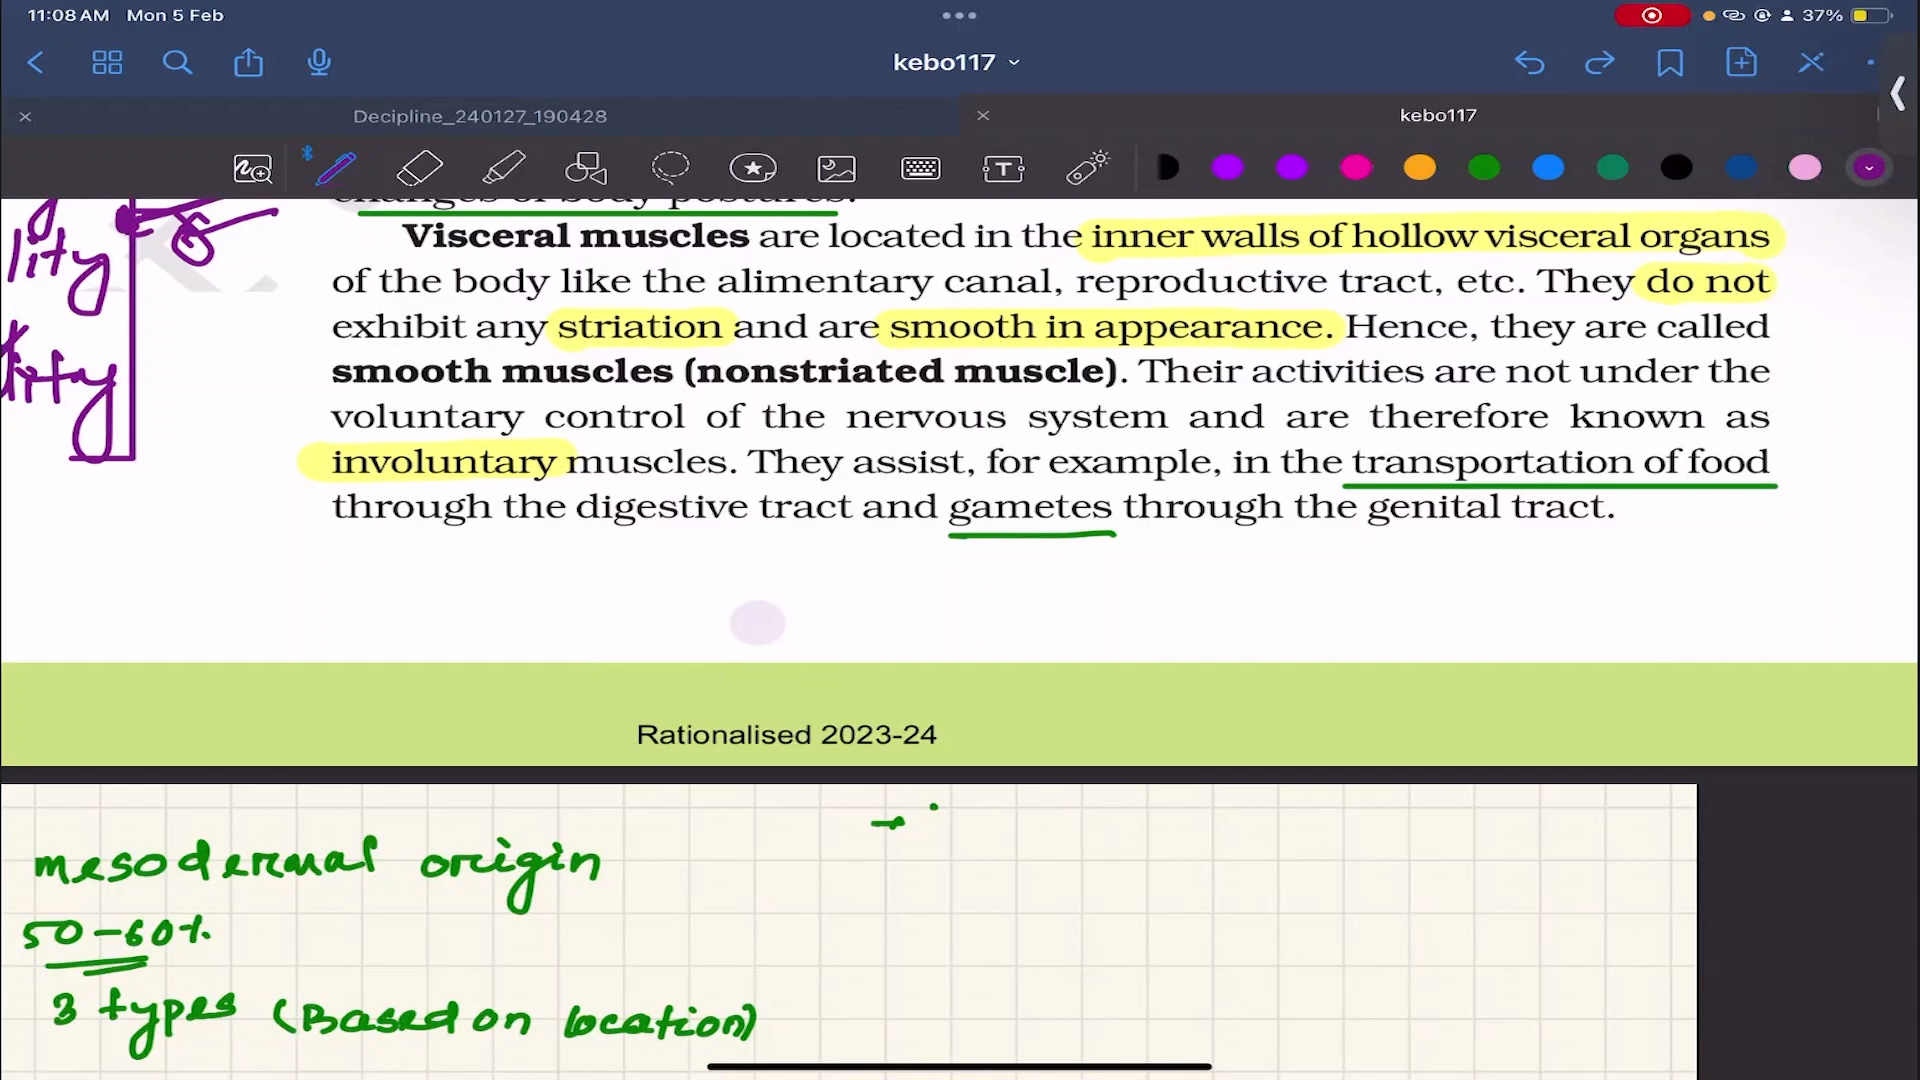 11:08 AM Mon 5 Feb
37%
kebo117
Decipline_240127_190428
kebo117
changes of body postures.
Visceral muscles are located in the inner walls of hollow visceral organs
of the body like the alimentary canal, reproductive tract, etc. They do not
exhibit any striation and are smooth in appearance. Hence, they are called
smooth muscles (nonstriated muscle). Their activities are not under the
voluntary control of the nervous system and are therefore known as
involuntary muscles. They assist, for example, in the transportation of food
through the digestive tract and gametes through the genital tract.
Rationalised 2023-24
mesodermal origin
50-60%
3 types (Based on location)